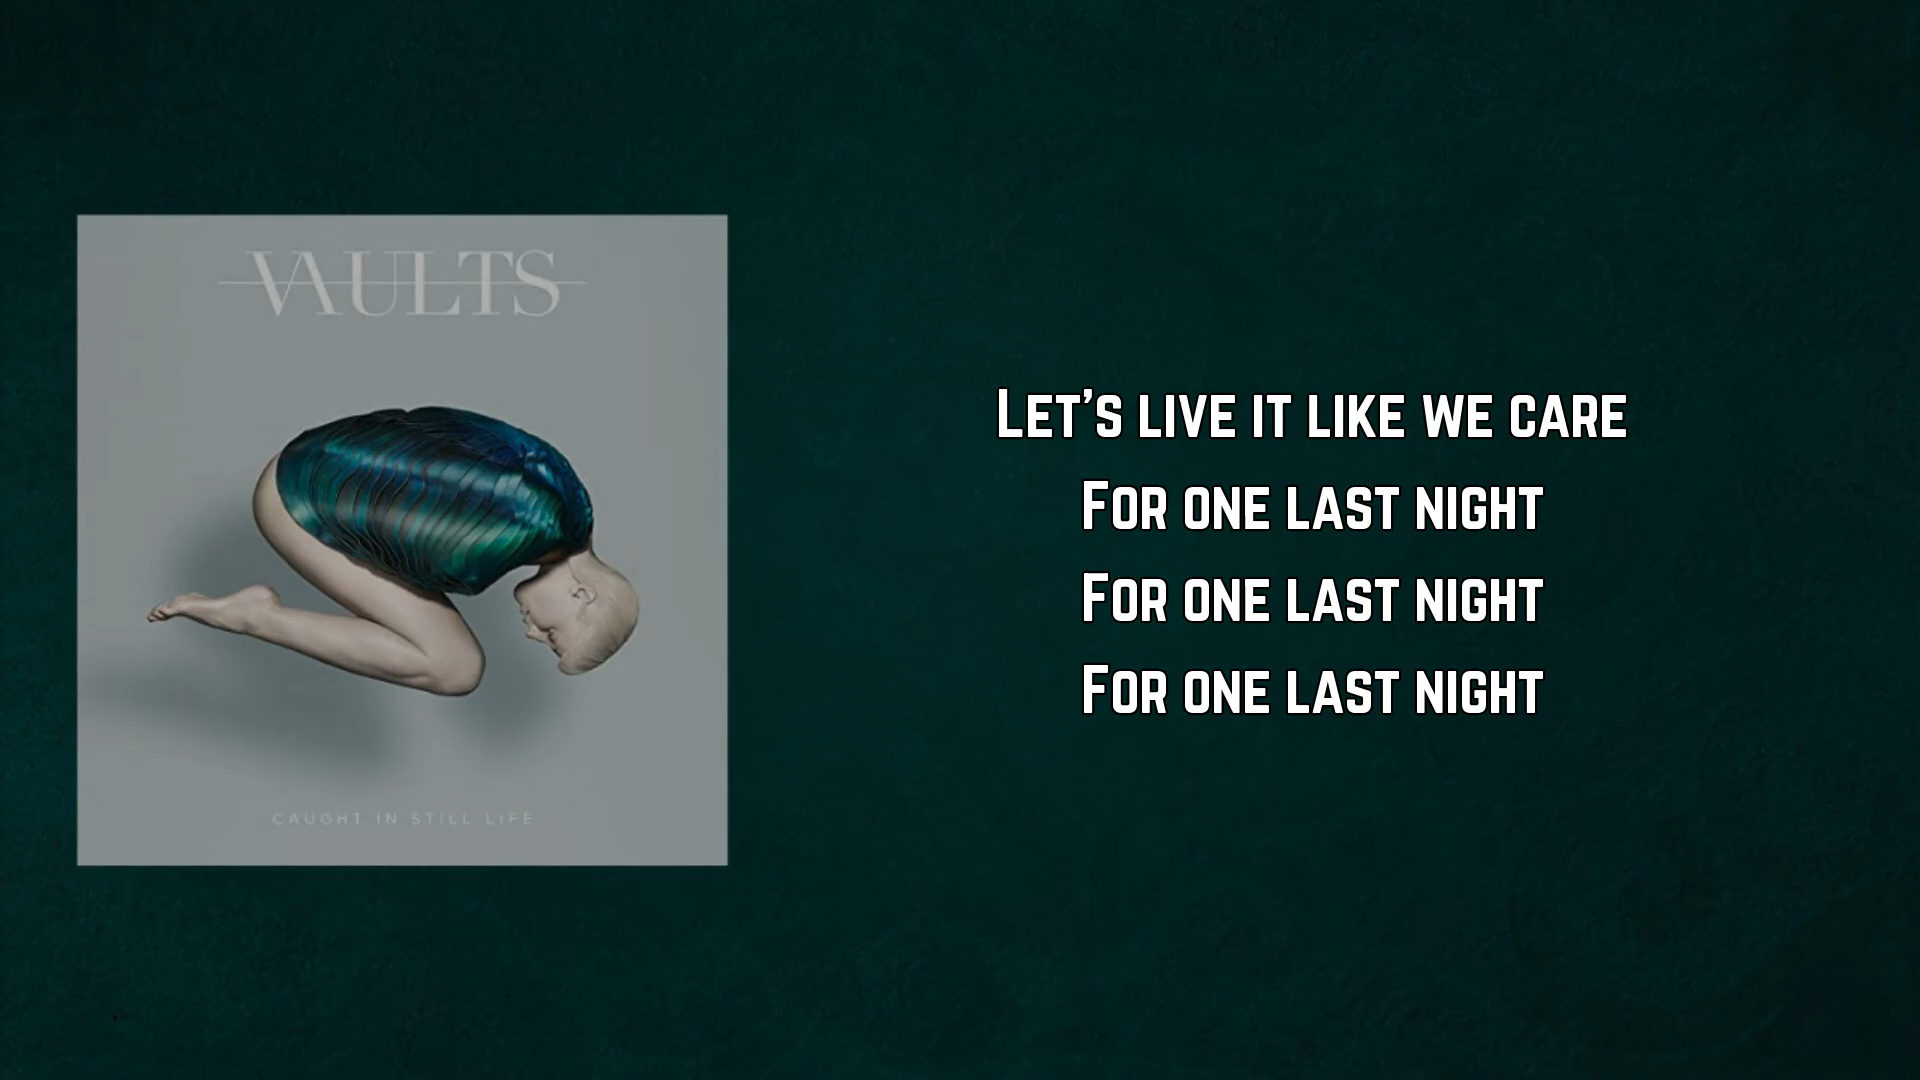 VAULTS
CAUGHT IN STILL LIFE
Let's live it like we care
For one last night
For one last night
For one last night